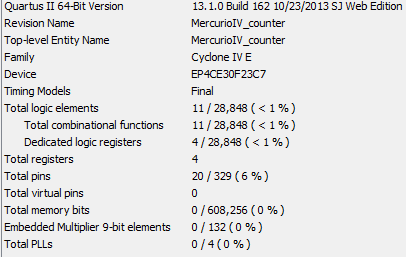 Quartus II 64-Bit Version 13.1.0 Build 162 10/23/2013 SJ Web Edition
Revision Name MercurioIV_counter
Top-level Entity Name MercurioIV_counter
Family Cyclone IV E
Device EP4CE30F23C7
Timing Models Final
Total logic elements 11 / 28,848 ( < 1 % )
Total combinational functions 11 / 28,848 ( < 1 % )
Dedicated logic registers 4 / 28,848 ( < 1 % )
Total registers 4
Total pins 20 / 329 ( 6 % )
Total virtual pins 0
Total memory bits 0 / 608,256 ( 0 % )
Embedded Multiplier 9-bit elements 0 / 132 ( 0 % )
Total PLLs 0 / 4 ( 0 % )